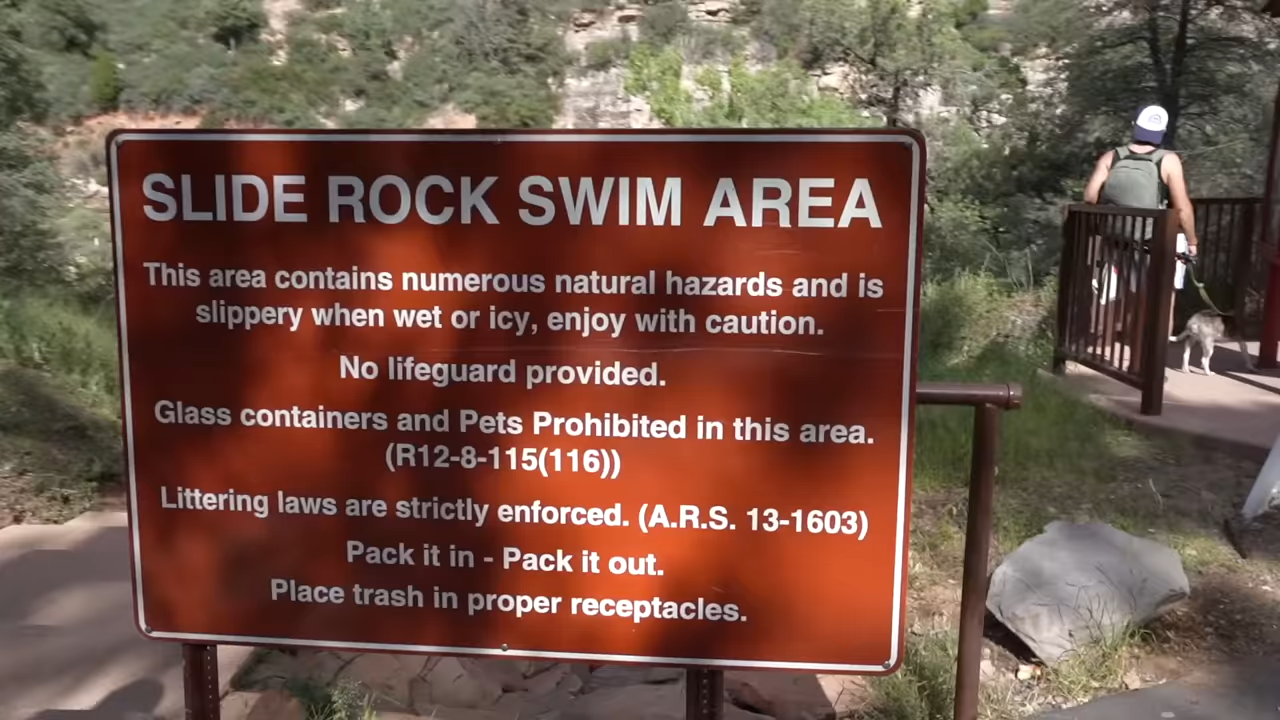 SLIDE ROCK SWIM AREA
This area contains numerous natural hazards and is
slippery when wet or icy, enjoy with caution.
No lifeguard provided.
Glass containers and Pets Prohibited in this area.
(R12-8-115(116))
Littering laws are strictly enforced. (A.R.S. 13-1603)
Pack it in - Pack it out.
Place trash in proper receptacles.